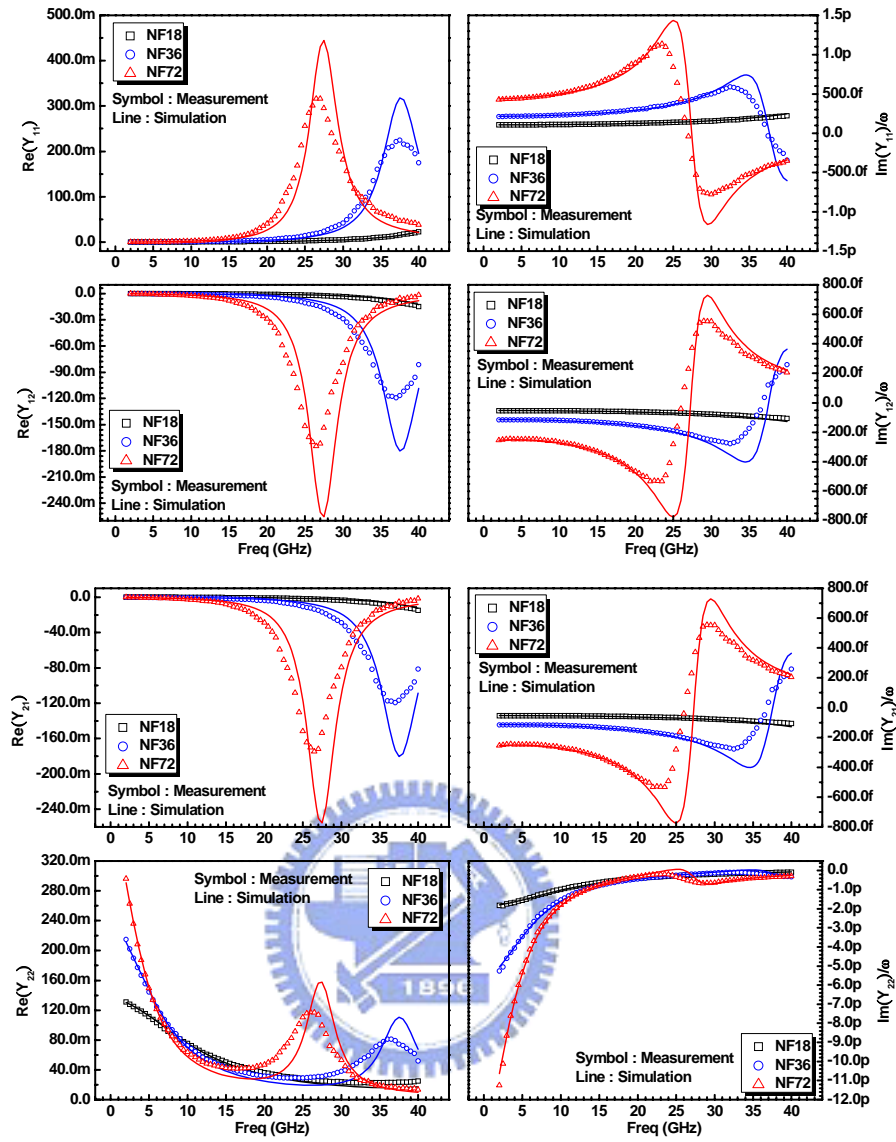 500.0m
400.0m
300.0m
200.0m
100.0m
0.0
Re(Y11)
NF18
NF36
NF72
Symbol : Measurement
Line : Simulation
0 5 10 15 20 25 30 35 40
1.5p
1.0p
500.0f
0.0
500.0f
-1.0p
1.5p
Im(Y11)/ω
NF18
NF36
NF72
Symbol : Measurement
Line : Simulation
0 5 10 15 20 25 30 35 40
0.0
-30.0m
-60.0m
-90.0m
-120.0m
-150.0m
-180.0m
-210.0m
-240.0m
Re(Y12)
NF18
NF36
NF72
Symbol : Measurement
Line : Simulation
0 5 10 15 20 25 30 35 40
Freq (GHz)
800.0f
600.0f
400.0f
200.0f
0.0
-200.0f
-400.0f
-600.0f
-800.0f
Im(Y12)/ω
NF18
NF36
NF72
Symbol : Measurement
Line : Simulation
0 5 10 15 20 25 30 35 40
Freq (GHz)
0.0
-40.0m
-80.0m
-120.0m
-160.0m
-200.0m
-240.0m
Re(Y21)
NF18
NF36
NF72
Symbol : Measurement
Line : Simulation
0 5 10 15 20 25 30 35 40
800.0f
600.0f
400.0f
200.0f
0.0
-200.0f
-400.0f
-600.0f
-800.0f
Im(Y21)/ω
NF18
NF36
NF72
Symbol : Measurement
Line : Simulation
0 5 10 15 20 25 30 35 40
320.0m
280.0m
240.0m
200.0m
160.0m
120.0m
80.0m
40.0m
0.0
Re(Y22)
Symbol : Measurement
Line : Simulation
NF18
NF36
NF72
0 5 10 15 20 25 30 35 40
Freq (GHz)
0.0
-1.0p
-2.0p
-3.0p
-4.0p
-5.0p
-6.0p
-7.0p
-8.0p
-9.0p
-10.0p
-11.0p
-12.0p
Im(Y22)/ω
Symbol : Measurement
Line : Simulation
NF18
NF36
NF72
0 5 10 15 20 25 30 35 40
Freq (GHz)
1896